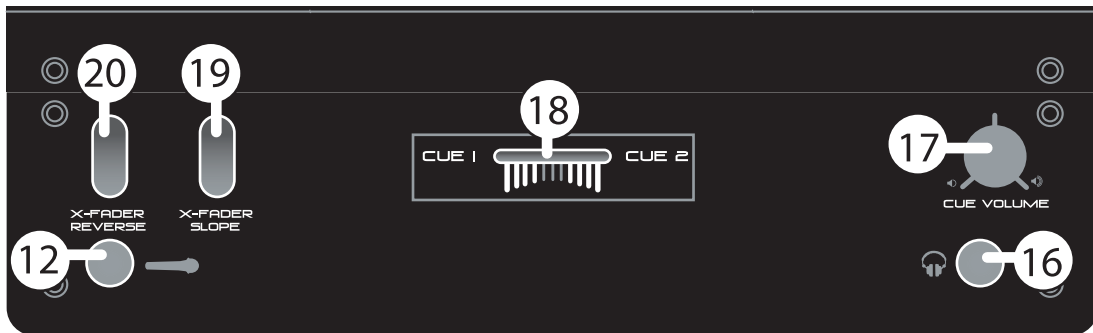 20
19
18
CUE 1
CUE 2
17
X-FADER
REVERSE
X-FADER
SLOPE
CUE VOLUME
12
16